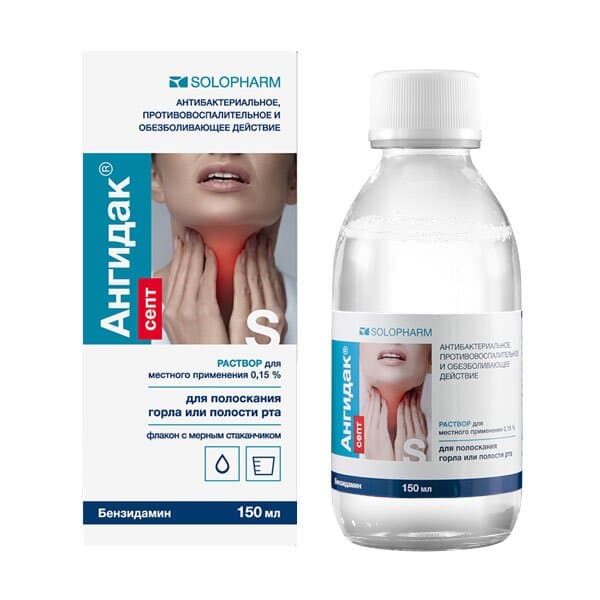 SOLOPHARM
АНТИБАКТЕРИАЛЬНОЕ,
ПРОТИВОВОСПАЛИТЕЛЬНОЕ И
ОБЕЗБОЛИВАЮЩЕЕ ДЕЙСТВИЕ
Ангидак®
септ
S
РАСТВОР для
местного применения 0,15 %
для полоскания
горла или полости рта
флакон с мерным стаканчиком
Бензидамин 150 мл
SOLOPHARM
АНТИБАКТЕРИАЛЬНОЕ,
ПРОТИВОВОСПАЛИТЕЛЬНОЕ
И ОБЕЗБОЛИВАЮЩЕЕ
ДЕЙСТВИЕ
Ангидак®
септ
S
РАСТВОР для
местного применения 0,15 %
для полоскания
горла или полости рта
Бензидамин 150 мл